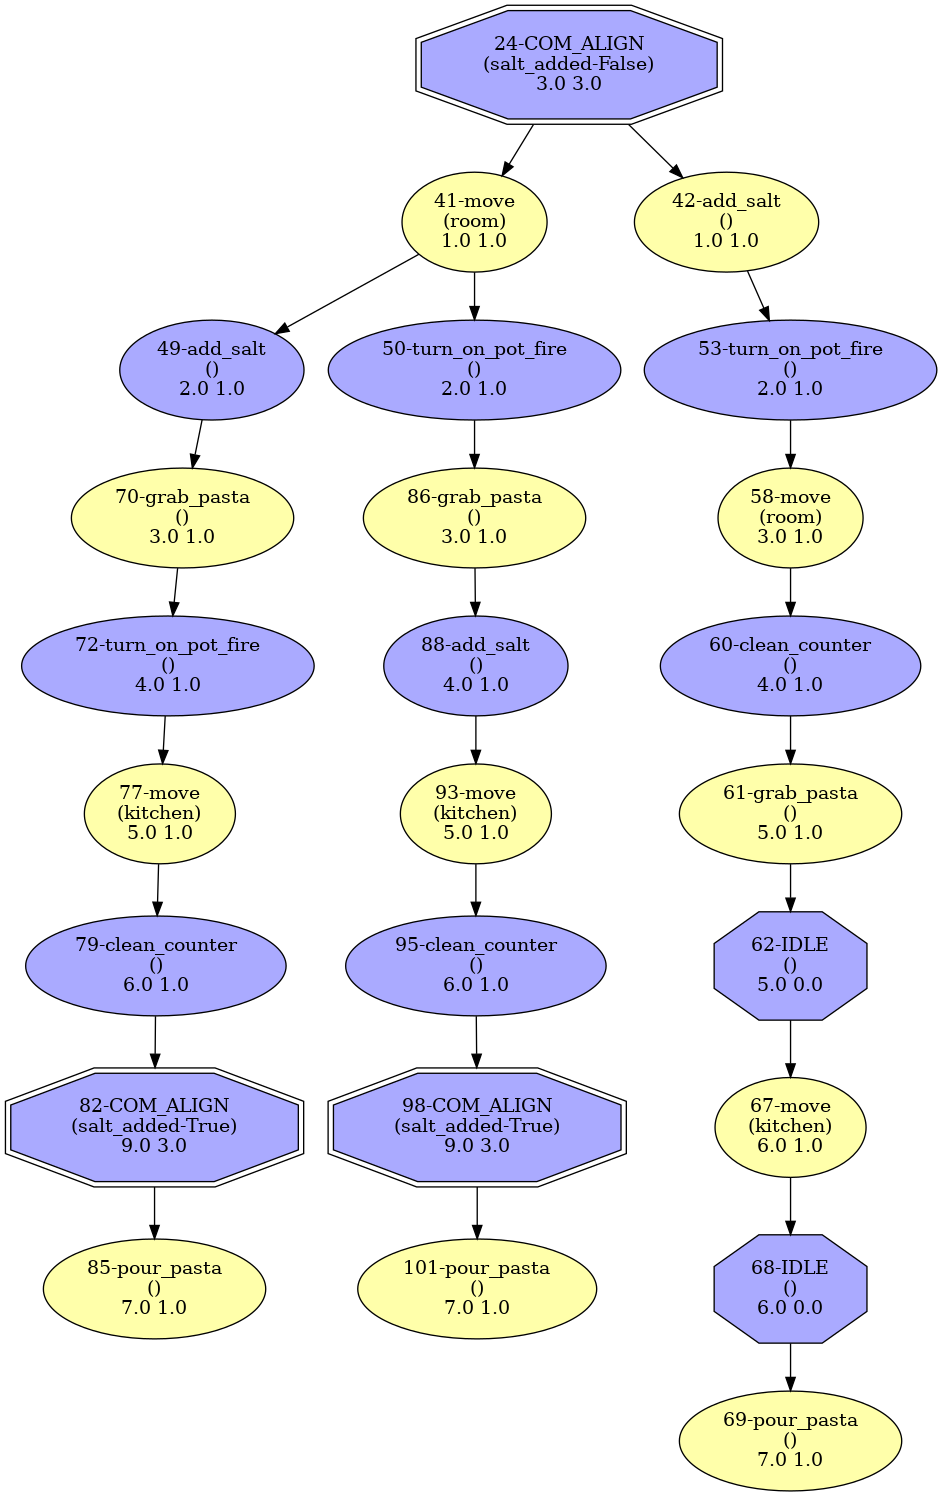 24-COM_ALIGN
(salt_added-False)
3.0 3.0
41-move
(room)
1.0 1.0
42-add_salt
()
1.0 1.0
49-add_salt
()
2.0 1.0
50-turn_on_pot_fire
()
2.0 1.0
53-turn_on_pot_fire
()
2.0 1.0
70-grab_pasta
()
3.0 1.0
86-grab_pasta
()
3.0 1.0
58-move
(room)
3.0 1.0
72-turn_on_pot_fire
()
4.0 1.0
88-add_salt
()
4.0 1.0
60-clean_counter
()
4.0 1.0
77-move
(kitchen)
5.0 1.0
93-move
(kitchen)
5.0 1.0
61-grab_pasta
()
5.0 1.0
79-clean_counter
()
6.0 1.0
95-clean_counter
()
6.0 1.0
62-IDLE
()
5.0 0.0
82-COM_ALIGN
(salt_added-True)
9.0 3.0
98-COM_ALIGN
(salt_added-True)
9.0 3.0
67-move
(kitchen)
6.0 1.0
85-pour_pasta
()
7.0 1.0
101-pour_pasta
()
7.0 1.0
68-IDLE
()
6.0 0.0
69-pour_pasta
()
7.0 1.0